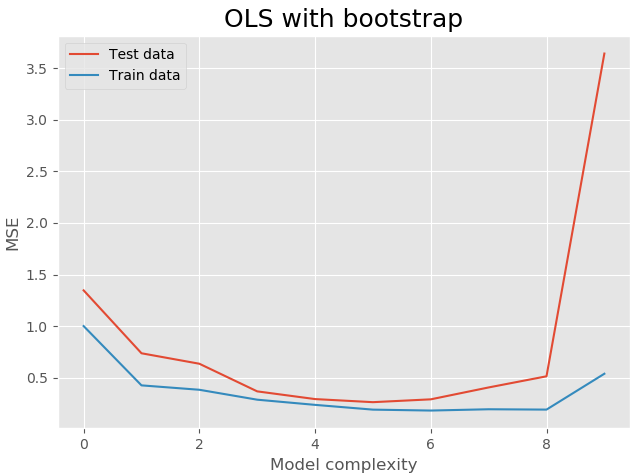 OLS with bootstrap
Test data
Train data
3.5
3.0
2.5
2.0
1.5
1.0
0.5
MSE
0 2 4 6 8
Model complexity